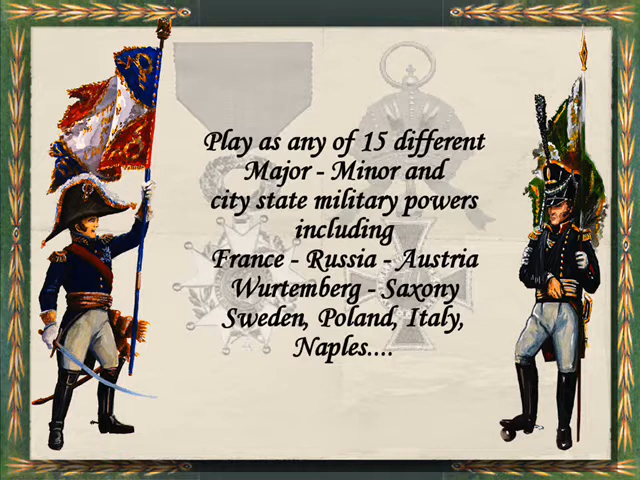 Play as any of 15 different
Major - Minor and
city state military powers
including
France - Russia - Austria
Wurtemberg - Saxony
Sweden, Poland, Italy,
Naples....